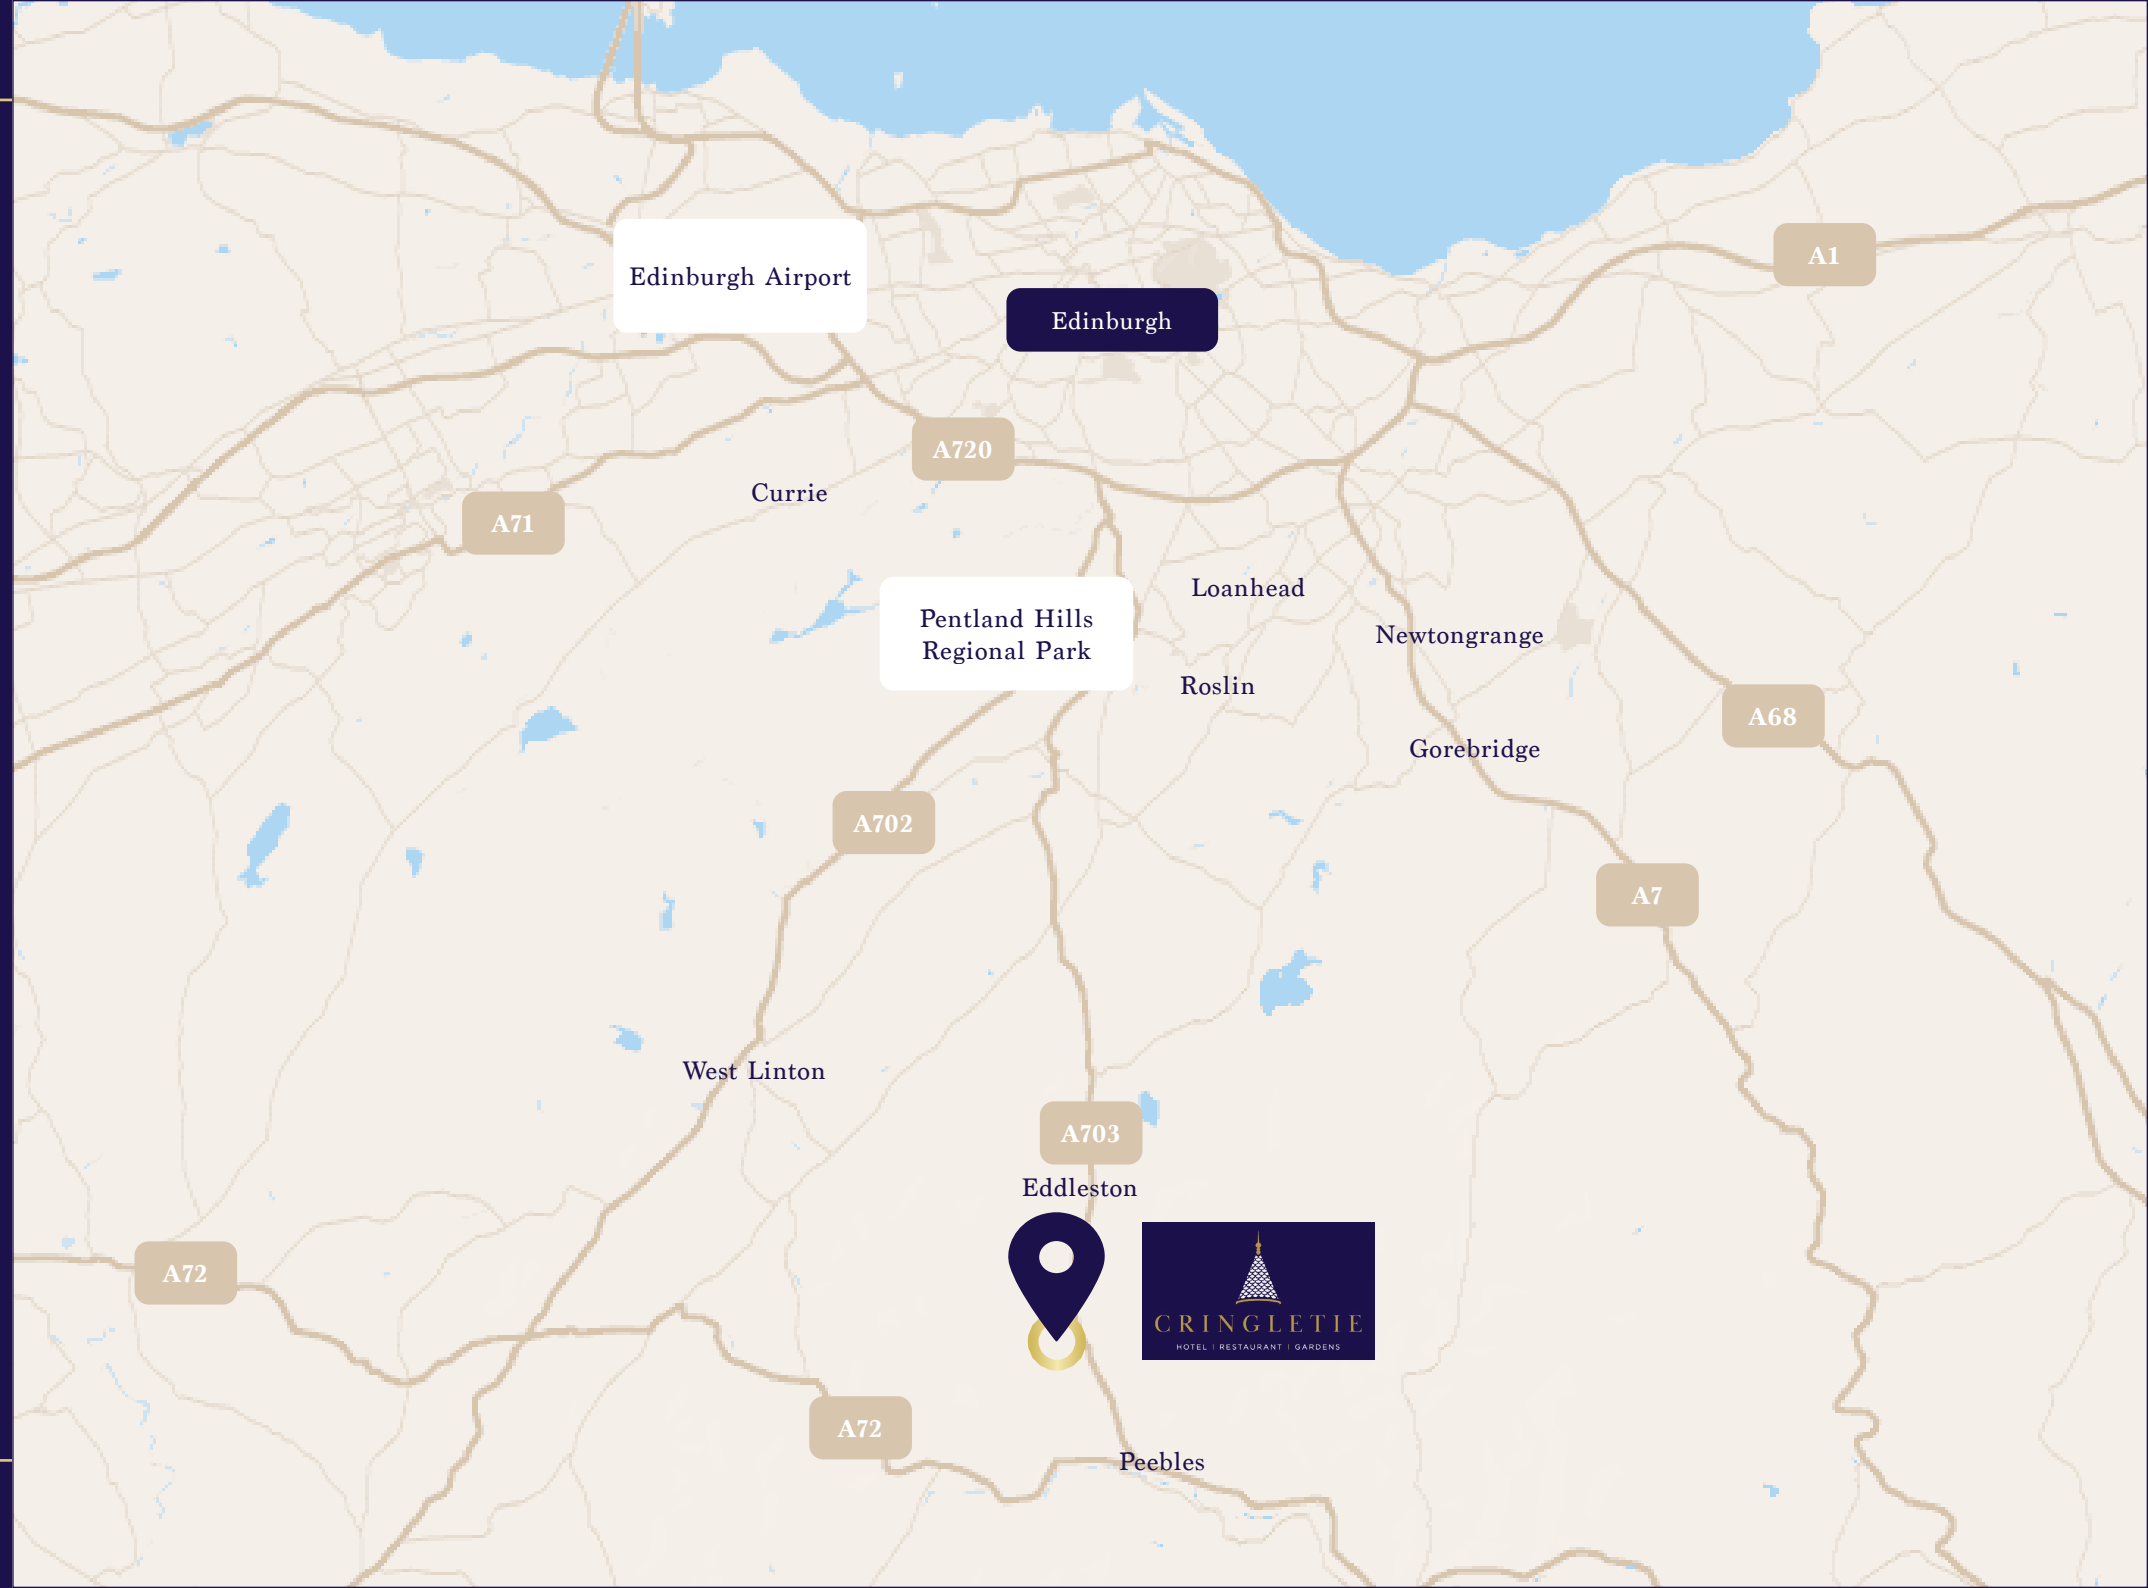 A1
Edinburgh Airport
Edinburgh
A720
Currie
A71
Loanhead
Pentland Hills
Regional Park
Newtongrange
Roslin
A68
Gorebridge
A702
A7
West Linton
A703
Eddleston
A72
CRINGLETIE
HOTEL | RESTAURANT | GARDENS
A72
Peebles